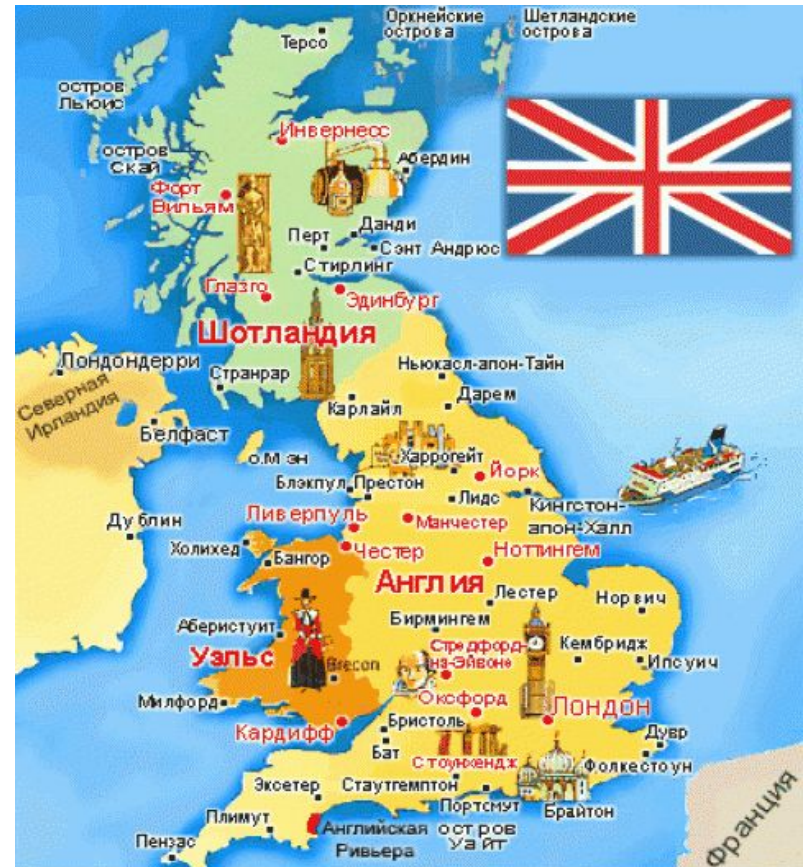 Оркнейские
острова
Шетландские
острова
Терсо
остров
Льюис
Инвернесс
остров
Скай
Абердин
Форт
Вильям
Данди
Перт
Сэнт Андрюс
Стирлинг
Глазго
Эдинбург
Шотландия
Лондондерри
Ньюкасл-апон-Тайн
Странрар
Дарем
Северная
Ирландия
Карлайл
Белфаст
о.Мэн
Харрогейт
Йорк
Блэкпул
Престон
Лидс
Кингстон-
апон-Халл
Ливерпуль
Манчестер
Дублин
Холихед
Честер
Ноттингем
Бангор
Англия
Лестер
Норвич
Аберистуит
Бирмингем
Уэльс
Стредфорд-
на-Эйвоне
Кембридж
Ипсуич
Brecon
Милфорд
Оксфорд
Лондон
Кардифф
Бристоль
Дувр
Бат
Стоунхендж
Фолкестоун
Эксетер
Стаутгемптон
Портсмут
Брайтон
Плимут
Английская
Ривьера
остров
Уайт
Пензас
Франция